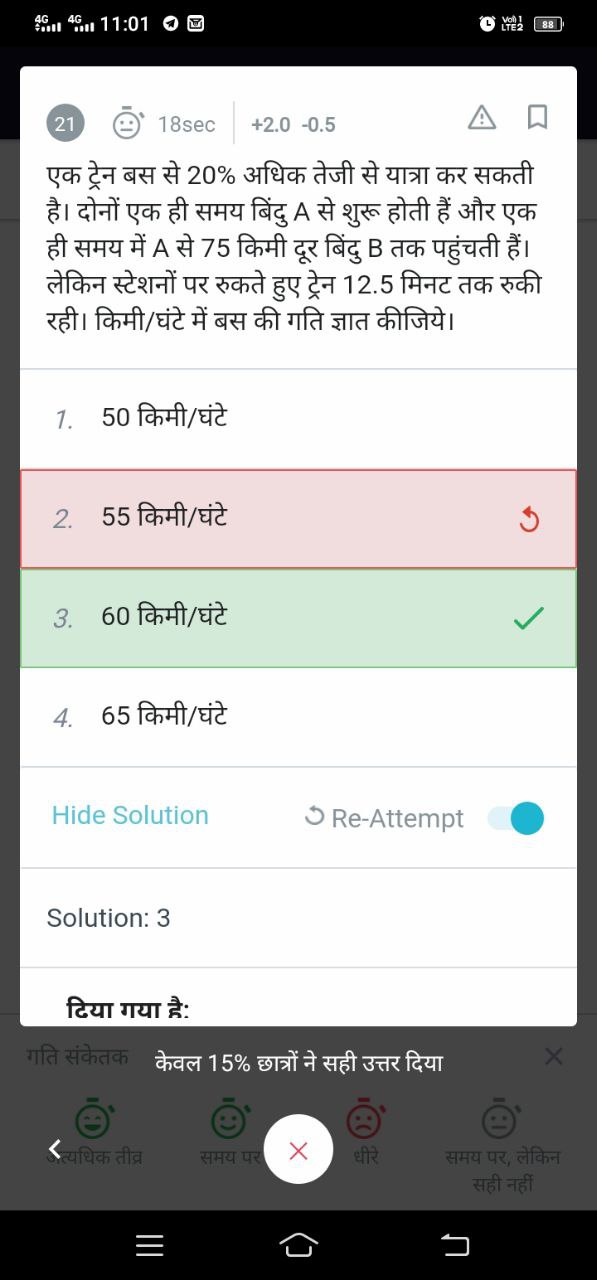 4G 4G 11:01 Vo)) 1 LTE2 88
21 18sec +2.0 -0.5
एक ट्रेन बस से 20% अधिक तेजी से यात्रा कर सकती
है। दोनों एक ही समय बिंदु A से शुरू होती हैं और एक
ही समय में A से 75 किमी दूर बिंदु B तक पहुंचती हैं।
लेकिन स्टेशनों पर रुकते हुए ट्रेन 12.5 मिनट तक रुकी
रही। किमी/घंटे में बस की गति ज्ञात कीजिये।
1. 50 किमी/घंटे
2. 55 किमी/घंटे
3. 60 किमी/घंटे
4. 65 किमी/घंटे
Hide Solution Re-Attempt
Solution: 3
दिया गया है:
गति संकेतक केवल 15% छात्रों ने सही उत्तर दिया
अत्यधिक तीव्र समय पर धीरे समय पर, लेकिन
सही नहीं